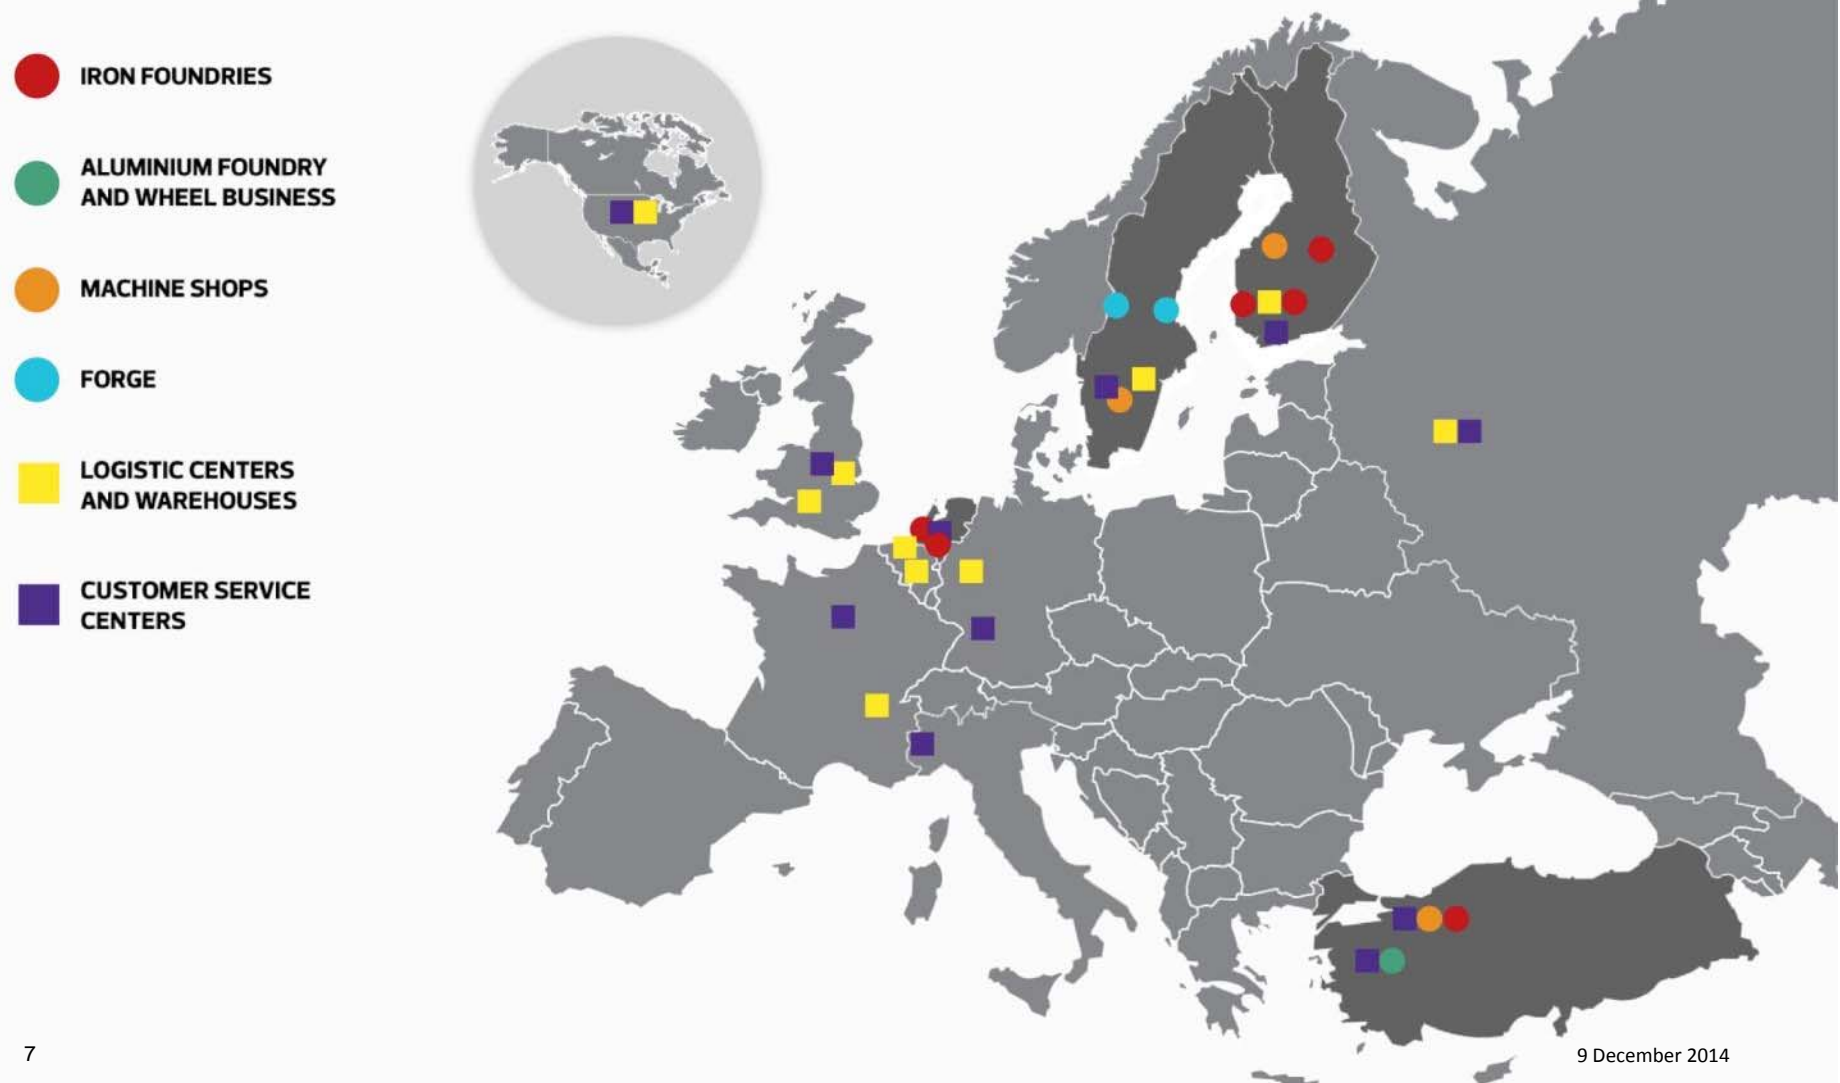 IRON FOUNDRIES
ALUMINIUM FOUNDRY
AND WHEEL BUSINESS
MACHINE SHOPS
FORGE
LOGISTIC CENTERS
AND WAREHOUSES
CUSTOMER SERVICE
CENTERS
7
9 December 2014